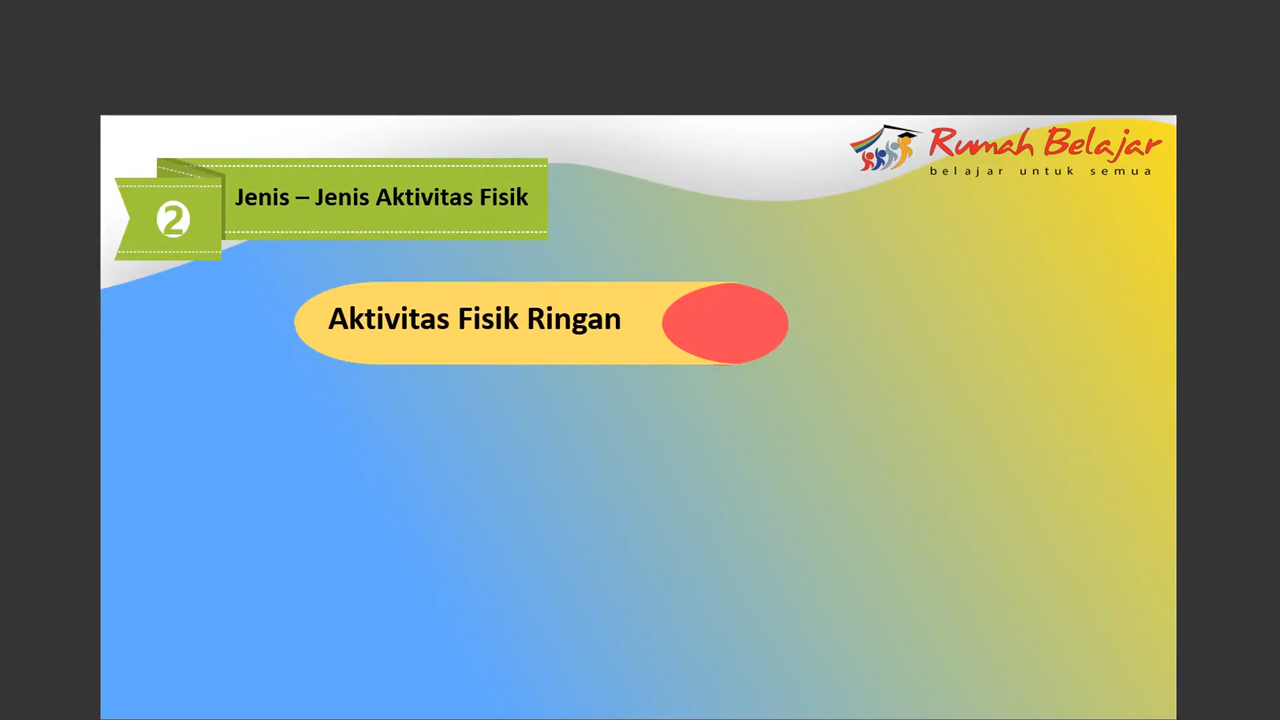 Rumah Belajar
belajar untuk semua
2
Jenis – Jenis Aktivitas Fisik
Aktivitas Fisik Ringan